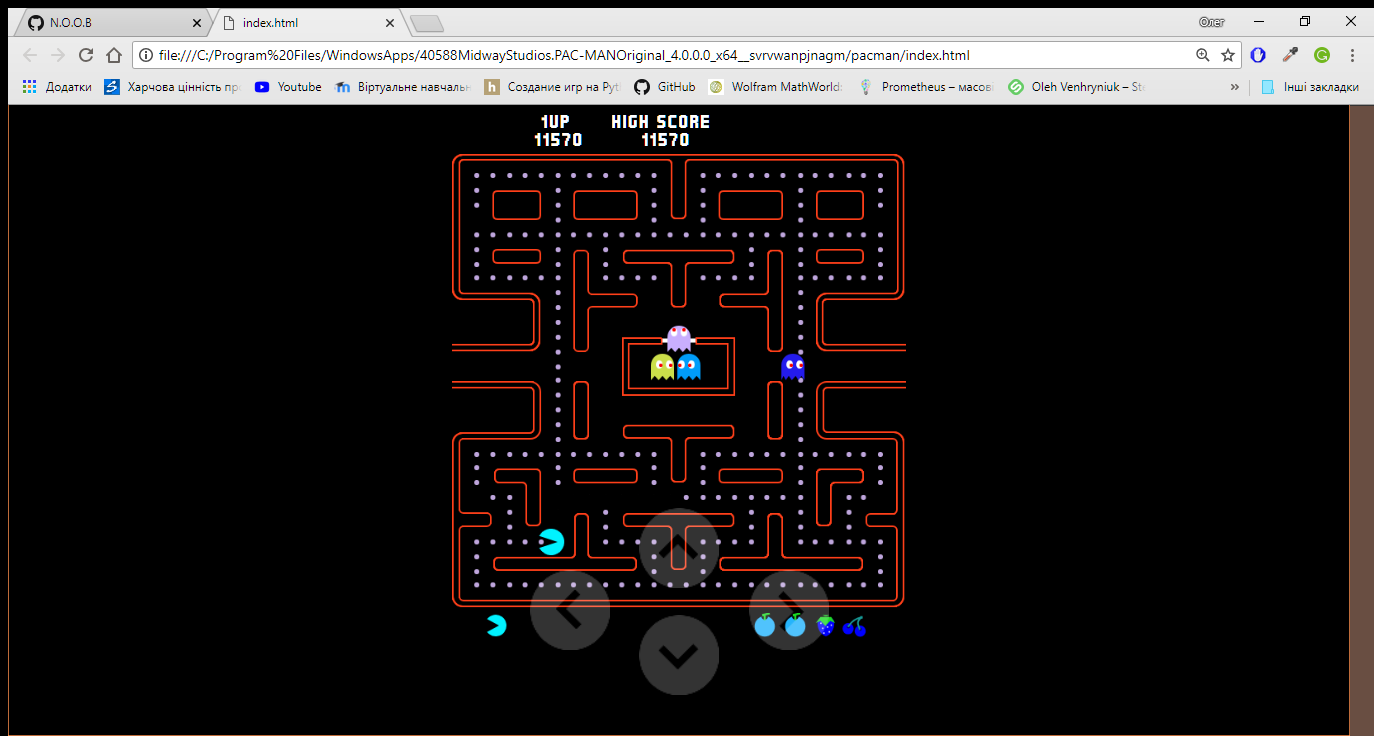 N.O.O.B
index.html
Олег
file:///C:/Program%20Files/WindowsApps/40588MidwayStudios.PAC-MANOriginal_4.0.0.0_x64__svrvwanpjnagm/pacman/index.html
Додатки Харчова цінність пр Youtube Віртуальне навчаль Создание игр на Pyt GitHub Wolfram MathWorld: Prometheus – масові Oleh Venhryniuk – St » Інші закладки
1UP HIGH SCORE
11570 11570